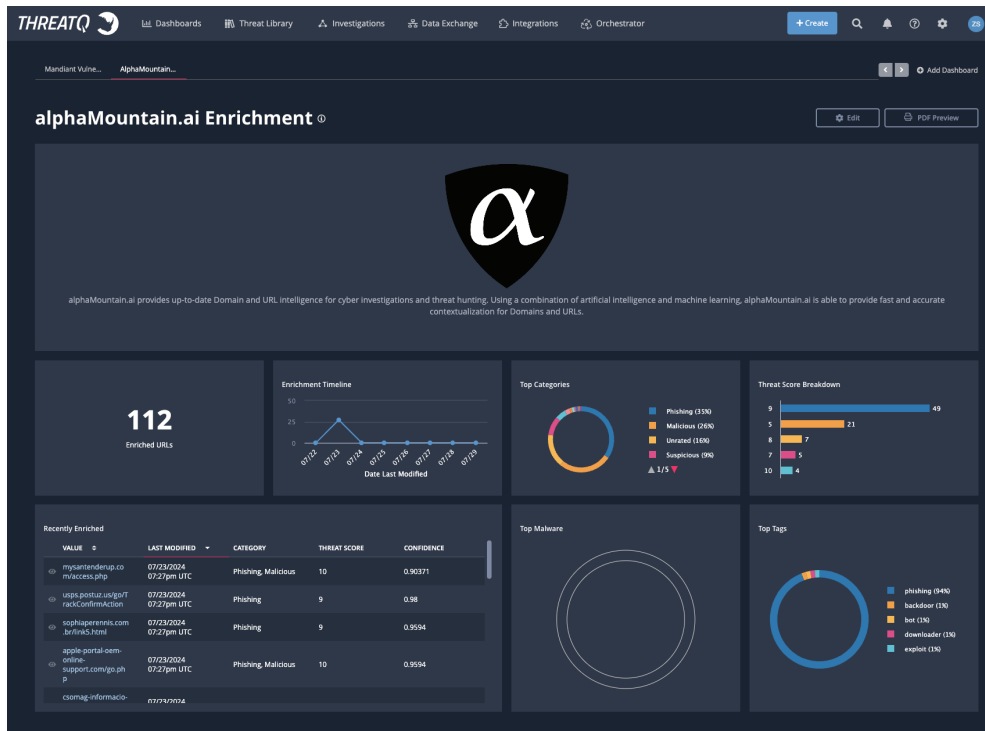 THREATQ
Dashboards
Threat Library
Investigations
Data Exchange
Integrations
Orchestrator
+ Create
ZS
Mandiant Vulne...
AlphaMountain...
Add Dashboard
alphaMountain.ai Enrichment
Edit
PDF Preview
α
alphaMountain.ai provides up-to-date Domain and URL intelligence for cyber investigations and threat hunting. Using a combination of artificial intelligence and machine learning, alphaMountain.ai is able to provide fast and accurate
contextualization for Domains and URLs.
112
Enriched URLs
Enrichment Timeline
50
25
0
07/22
07/23
07/24
07/25
07/26
07/27
07/28
07/29
Date Last Modified
Top Categories
Phishing (35%)
Malicious (26%)
Unrated (16%)
Suspicious (9%)
1/5
Threat Score Breakdown
9 49
5 21
8 7
7 5
10 4
Recently Enriched
VALUE LAST MODIFIED CATEGORY THREAT SCORE CONFIDENCE
mysantenderup.co
m/access.php
07/23/2024
07:27pm UTC
Phishing, Malicious
10
0.90371
usps.postuz.us/go/T
rackConfirmAction
07/23/2024
07:27pm UTC
Phishing
9
0.98
sophiaperennis.com
.br/link5.html
07/23/2024
07:27pm UTC
Phishing
9
0.9594
apple-portal-oem-
online-
support.com/go.ph
p
07/23/2024
07:27pm UTC
Phishing, Malicious
10
0.9594
csomag-informacio-
07/23/2024
Top Malware
Top Tags
phishing (94%)
backdoor (1%)
bot (1%)
downloader (1%)
exploit (1%)